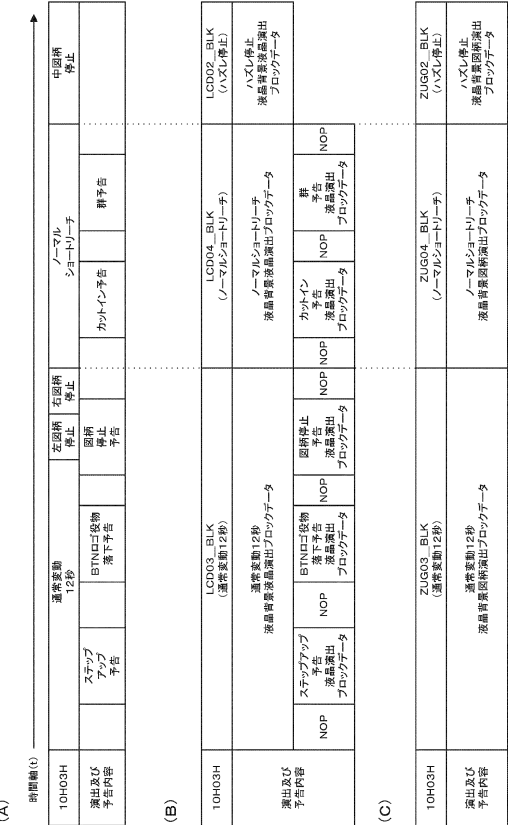 (A)
時間軸(t)
10H03H
通常変動
12秒
左図柄
停止
右図柄
停止
ノーマル
ショートリーチ
中図柄
停止
演出及び
予告内容
ステップ
アップ
予告
BTNロゴ役物
落下予告
図柄
停止
予告
カットイン予告
群予告
(B)
10H03H
LCD03__BLK
(通常変動12秒)
LCD04__BLK
(ノーマルショートリーチ)
LCD02__BLK
(ハズレ停止)
演出及び
予告内容
通常変動12秒
液晶背景液晶演出ブロックデータ
ノーマルショートリーチ
液晶背景液晶演出ブロックデータ
ハズレ停止
液晶背景液晶演出
ブロックデータ
NOP
ステップアップ
予告
液晶演出
ブロックデータ
NOP
BTNロゴ役物
落下予告
液晶演出
ブロックデータ
NOP
図柄停止
予告
液晶演出
ブロックデータ
NOP
NOP
カットイン
予告
液晶演出
ブロックデータ
NOP
群
予告
液晶演出
ブロックデータ
NOP
(C)
10H03H
ZUG03__BLK
(通常変動12秒)
ZUG04__BLK
(ノーマルショートリーチ)
ZUG02__BLK
(ハズレ停止)
演出及び
予告内容
通常変動12秒
液晶背景図柄演出ブロックデータ
ノーマルショートリーチ
液晶背景図柄演出ブロックデータ
ハズレ停止
液晶背景図柄演出
ブロックデータ